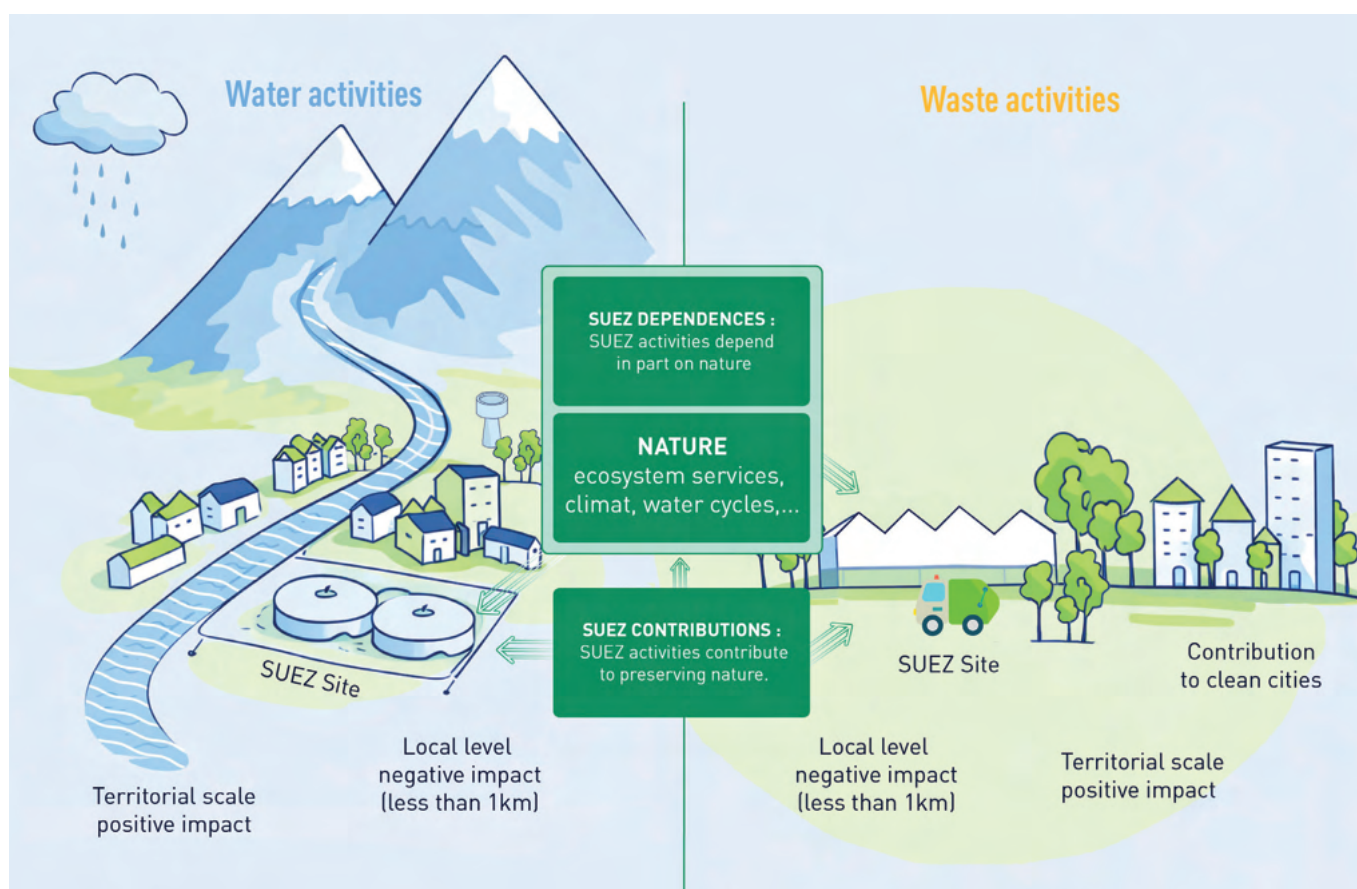 Water activities
Waste activities
SUEZ DEPENDENCES :
SUEZ activities depend
in part on nature
NATURE
ecosystem services,
climat, water cycles,...
SUEZ CONTRIBUTIONS :
SUEZ activities contribute
to preserving nature.
SUEZ Site
SUEZ Site
Contribution
to clean cities
Local level
negative impact
(less than 1km)
Territorial scale
positive impact
Local level
negative impact
(less than 1km)
Territorial scale
positive impact